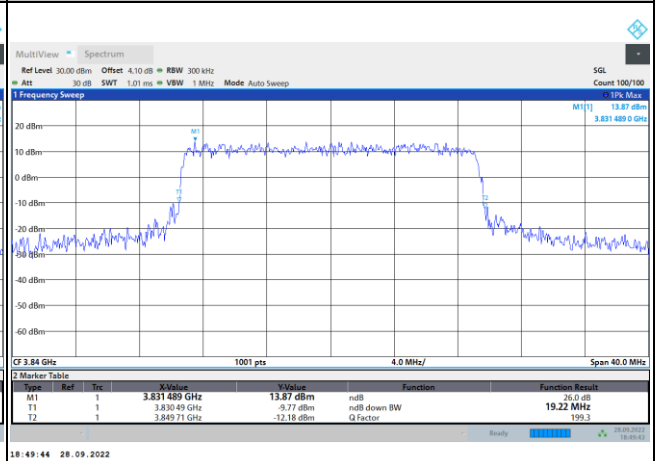 MultiView Spectrum
Ref Level 30.00 dBm Offset 4.10 dB RBW 300 kHz SGL
Att 30 dB SWT 1.01 ms VBW 1 MHz Mode Auto Sweep Count 100/100
1 Frequency Sweep 1Pk Max
M1[1] 13.87 dBm
3.831 489 0 GHz
M1
20 dBm
10 dBm
0 dBm
T1
-10 dBm
T2
-20 dBm
-30 dBm
-40 dBm
-50 dBm
-60 dBm
CF 3.84 GHz 1001 pts 4.0 MHz/ Span 40.0 MHz
2 Marker Table
Type Ref Trc X-Value Y-Value Function Function Result
M1 1 3.831 489 GHz 13.87 dBm ndB 26.0 dB
T1 1 3.830 49 GHz -9.77 dBm ndB down BW 19.22 MHz
T2 1 3.849 71 GHz -12.18 dBm Q Factor 199.3
Ready 28.09.2022
18:49:43
18:49:44 28.09.2022